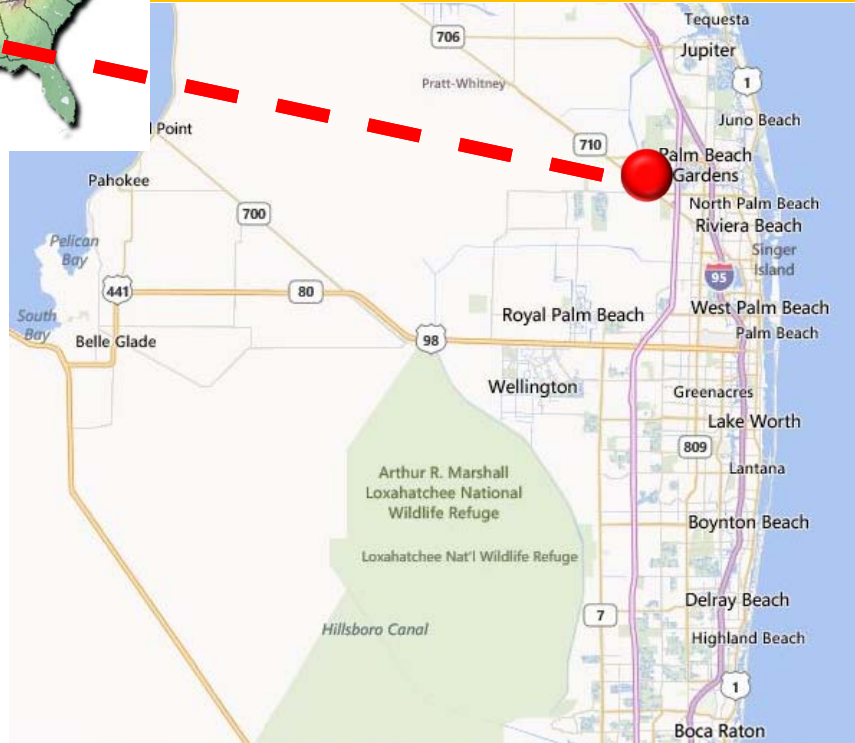 Tequesta
706
Jupiter
Pratt-Whitney
1
Juno Beach
Point
710
Palm Beach
Gardens
Pahokee
North Palm Beach
700
Riviera Beach
Pelican
Bay
Singer
Island
95
441
80
South
Bay
Royal Palm Beach
West Palm Beach
Belle Glade
98
Palm Beach
Wellington
Greenacres
Lake Worth
809
Arthur R. Marshall
Loxahatchee National
Wildlife Refuge
Lantana
Boynton Beach
Loxahatchee Nat'l Wildlife Refuge
Delray Beach
7
Hillsboro Canal
Highland Beach
1
Boca Raton